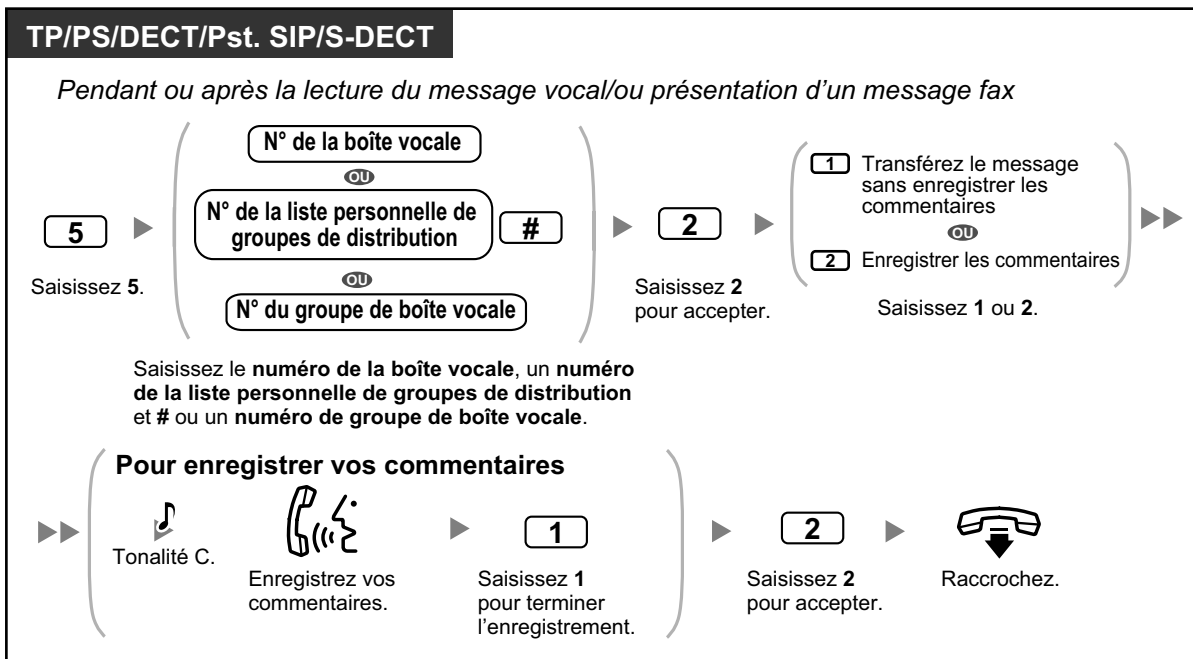 TP/PS/DECT/Pst. SIP/S-DECT
Pendant ou après la lecture du message vocal/ou présentation d'un message fax
5
Saisissez 5.
N° de la boîte vocale
OU
N° de la liste personnelle de
groupes de distribution
#
OU
N° du groupe de boîte vocale
Saisissez le numéro de la boîte vocale, un numéro
de la liste personnelle de groupes de distribution
et # ou un numéro de groupe de boîte vocale.
2
Saisissez 2
pour accepter.
1 Transférez le message
sans enregistrer les
commentaires
OU
2 Enregistrer les commentaires
Saisissez 1 ou 2.
Pour enregistrer vos commentaires
Tonalité C.
Enregistrez vos
commentaires.
1
Saisissez 1
pour terminer
l'enregistrement.
2
Saisissez 2
pour accepter.
Raccrochez.